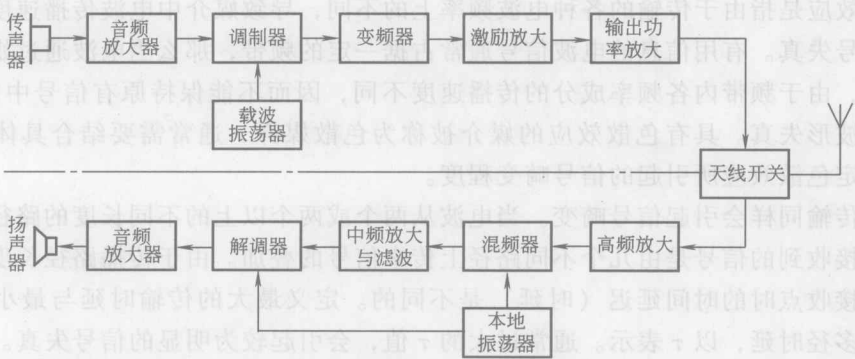 传声器
音频
放大器
调制器
变频器
激励放大
输出功
率放大
载波
振荡器
天线开关
扬声器
音频
放大器
解调器
中频放大
与滤波
混频器
高频放大
本地
振荡器